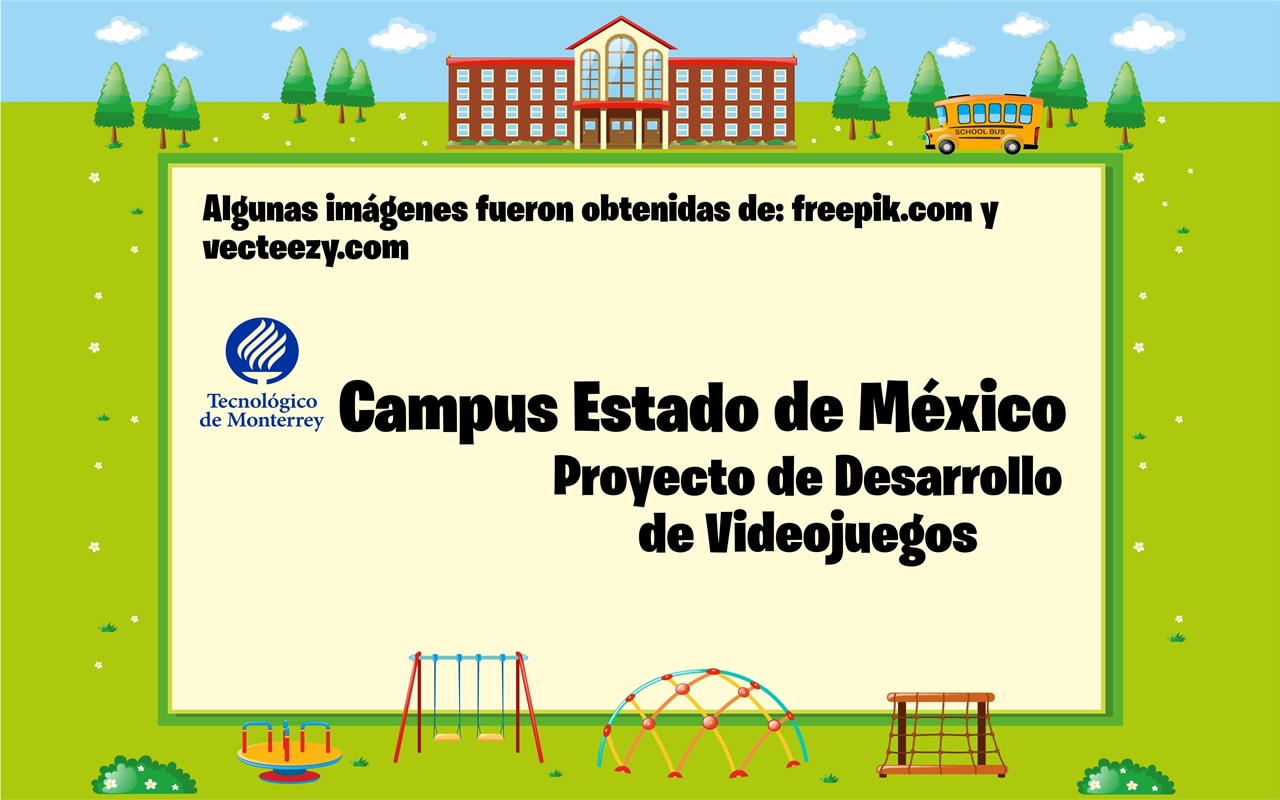 SCHOOL BUS
Algunas imágenes fueron obtenidas de: freepik.com y
vecteezy.com
Tecnológico
de Monterrey
Campus Estado de México
Proyecto de Desarrollo
de Videojuegos